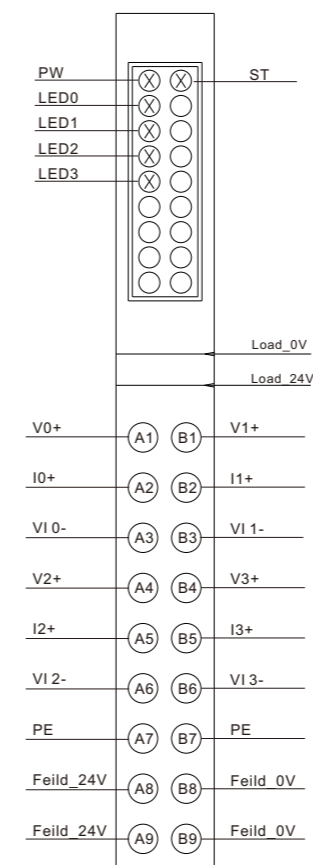 PW ST
LED0
LED1
LED2
LED3
Load_0V
Load_24V
V0+ A1 B1 V1+
I0+ A2 B2 I1+
VI 0- A3 B3 VI 1-
V2+ A4 B4 V3+
I2+ A5 B5 I3+
VI 2- A6 B6 VI 3-
PE A7 B7 PE
Feild_24V A8 B8 Feild_0V
Feild_24V A9 B9 Feild_0V